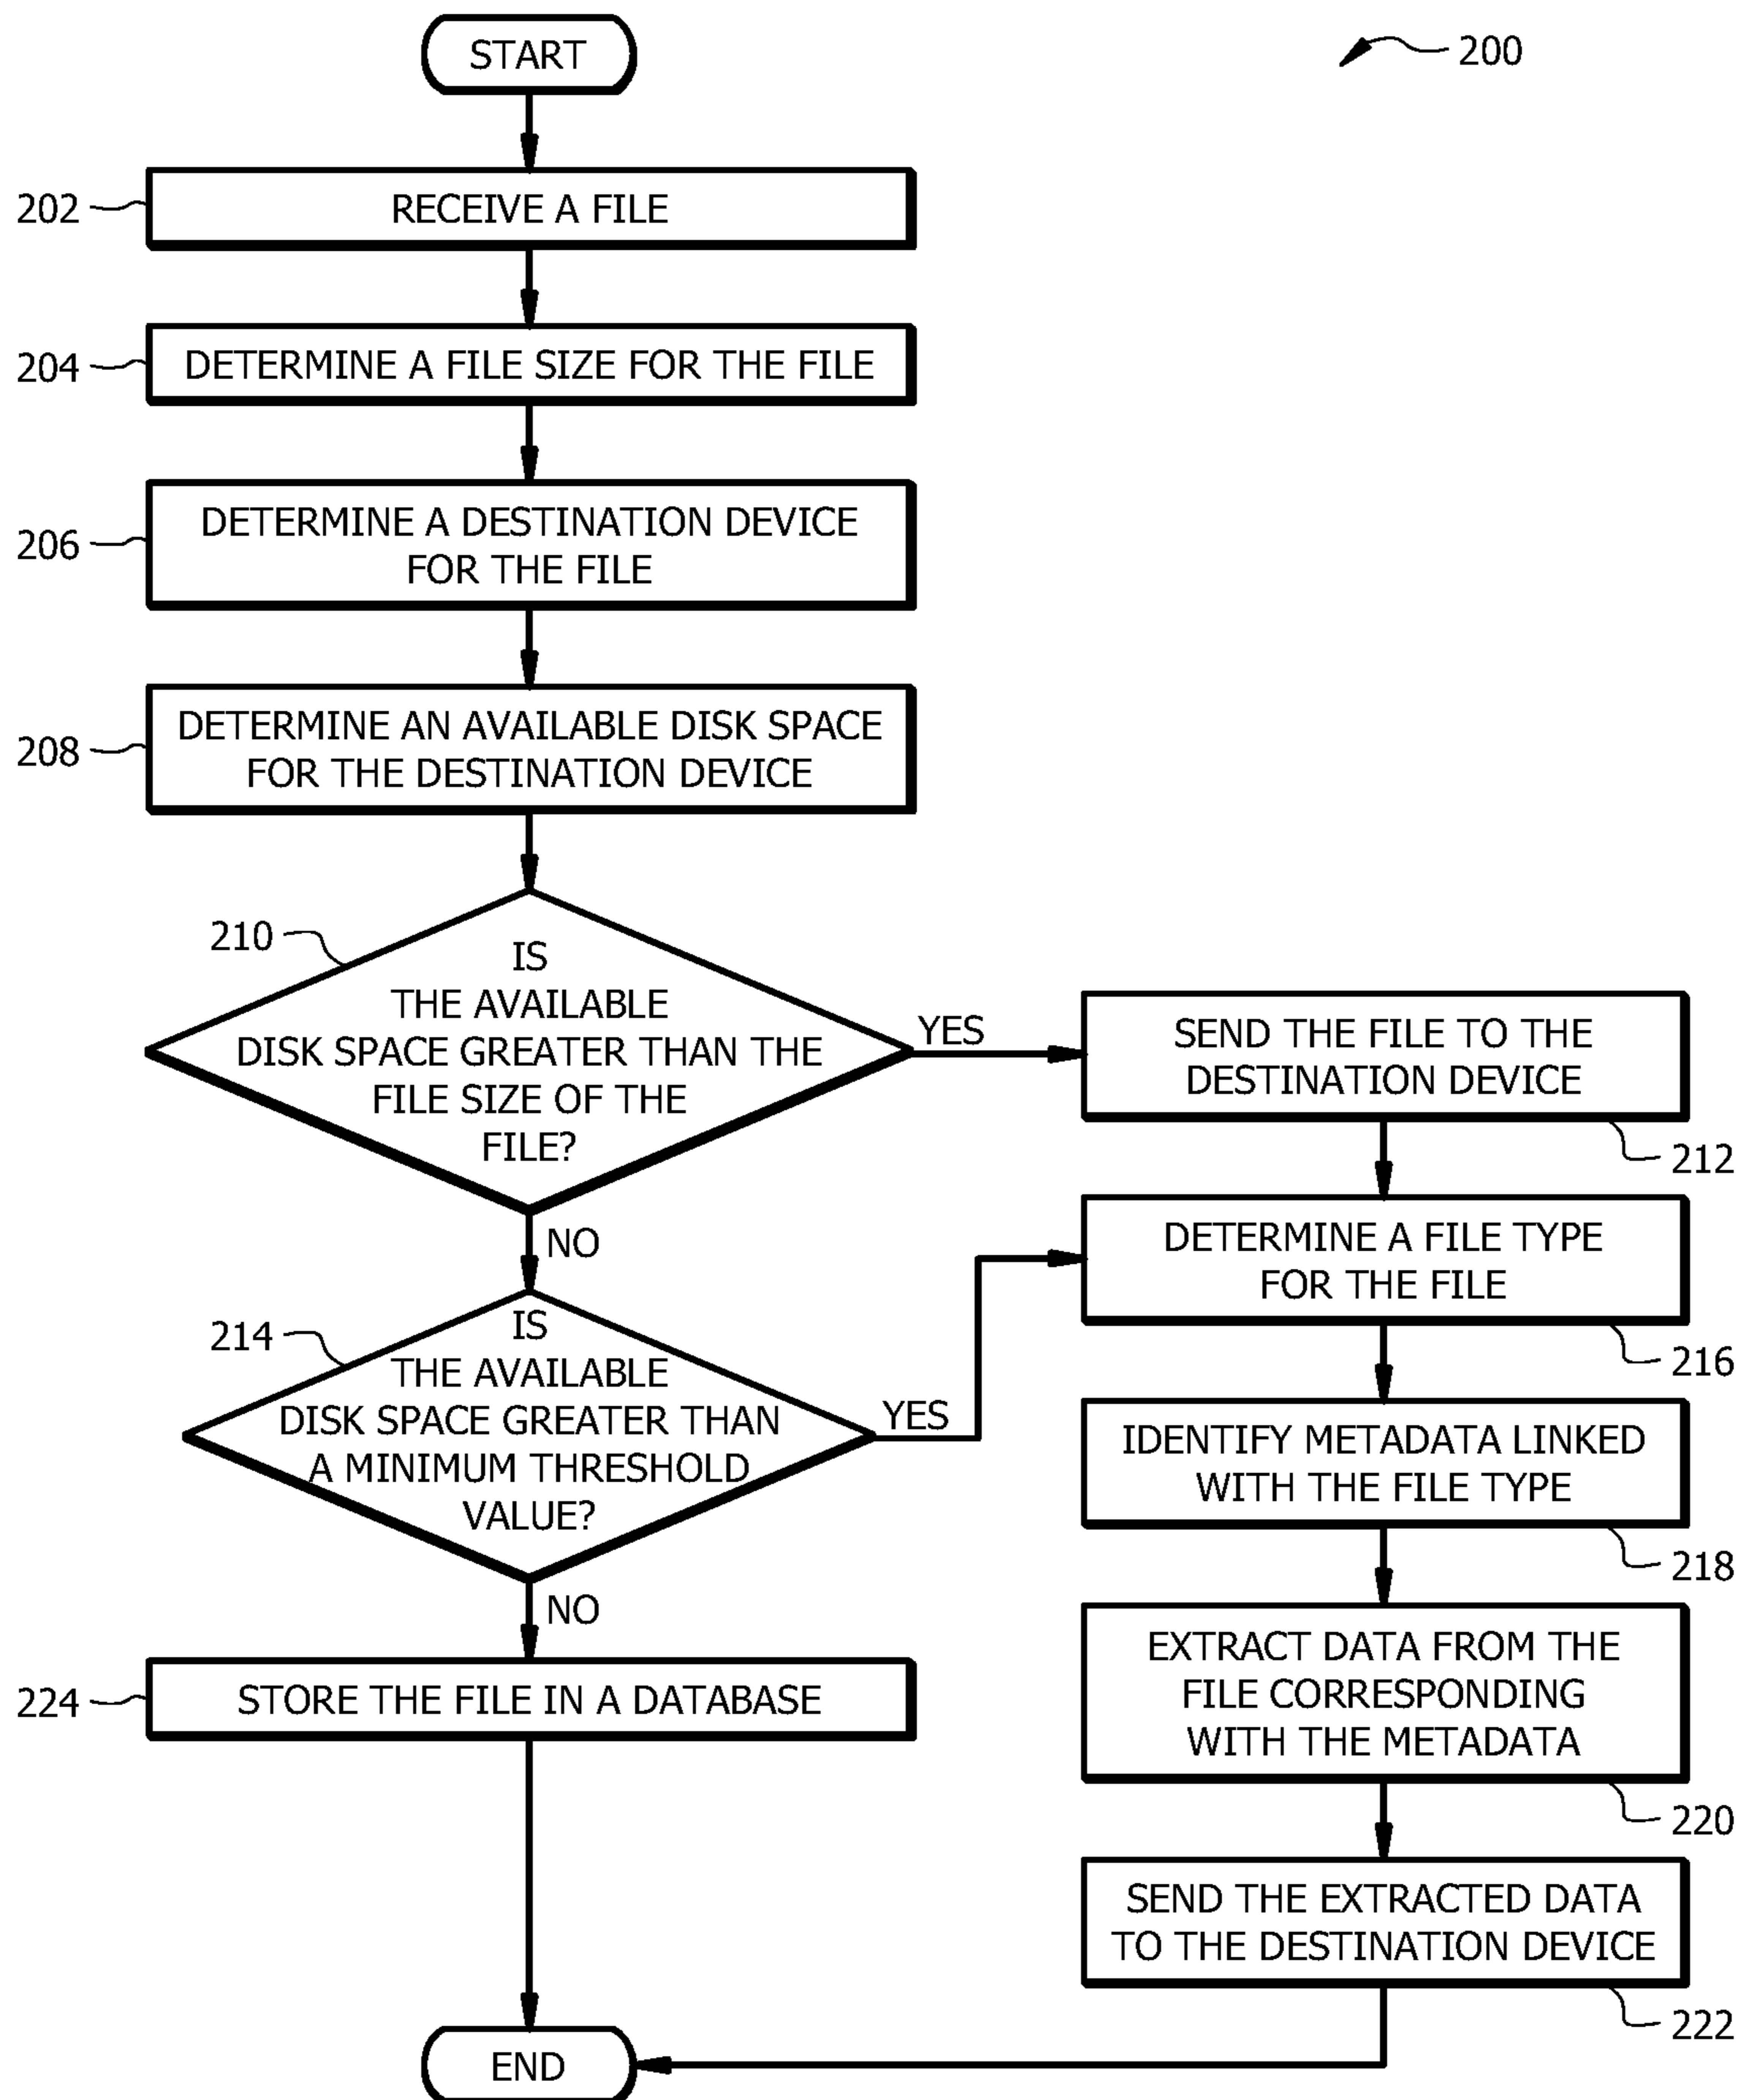 START
200
202
RECEIVE A FILE
204
DETERMINE A FILE SIZE FOR THE FILE
206
DETERMINE A DESTINATION DEVICE
FOR THE FILE
208
DETERMINE AN AVAILABLE DISK SPACE
FOR THE DESTINATION DEVICE
210
IS
THE AVAILABLE
DISK SPACE GREATER THAN THE
FILE SIZE OF THE
FILE?
YES
SEND THE FILE TO THE
DESTINATION DEVICE
212
NO
214
IS
THE AVAILABLE
DISK SPACE GREATER THAN
A MINIMUM THRESHOLD
VALUE?
YES
DETERMINE A FILE TYPE
FOR THE FILE
216
IDENTIFY METADATA LINKED
WITH THE FILE TYPE
218
EXTRACT DATA FROM THE
FILE CORRESPONDING
WITH THE METADATA
220
SEND THE EXTRACTED DATA
TO THE DESTINATION DEVICE
222
NO
224
STORE THE FILE IN A DATABASE
END